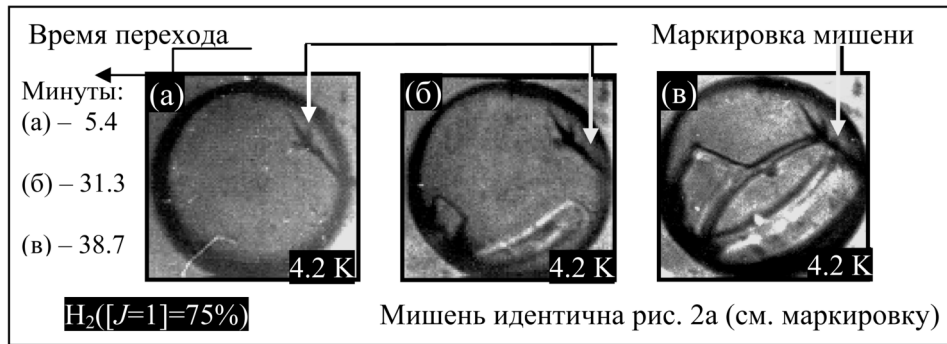 Время перехода
Маркировка мишени
Минуты:
(а) – 5.4
(б) – 31.3
(в) – 38.7
(а)
(б)
(в)
4.2 K
4.2 K
4.2 K
H₂([J=1]=75%)
Мишень идентична рис. 2а (см. маркировку)